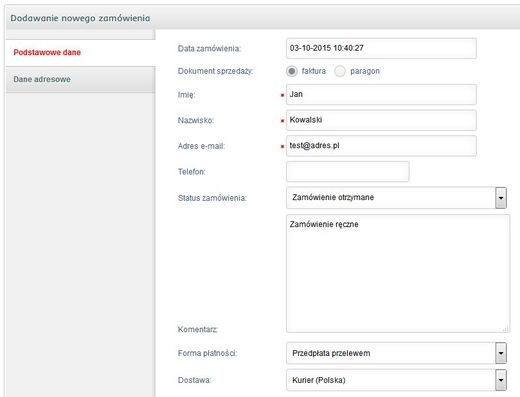 Dodawanie nowego zamówienia
Podstawowe dane
Dane adresowe
Data zamówienia: 03-10-2015 10:40:27
Dokument sprzedaży: faktura paragon
Imię: Jan
Nazwisko: Kowalski
Adres e-mail: test@adres.pl
Telefon:
Status zamówienia: Zamówienie otrzymane
Zamówienie ręczne
Komentarz:
Forma płatności: Przedpłata przelewem
Dostawa: Kurier (Polska)